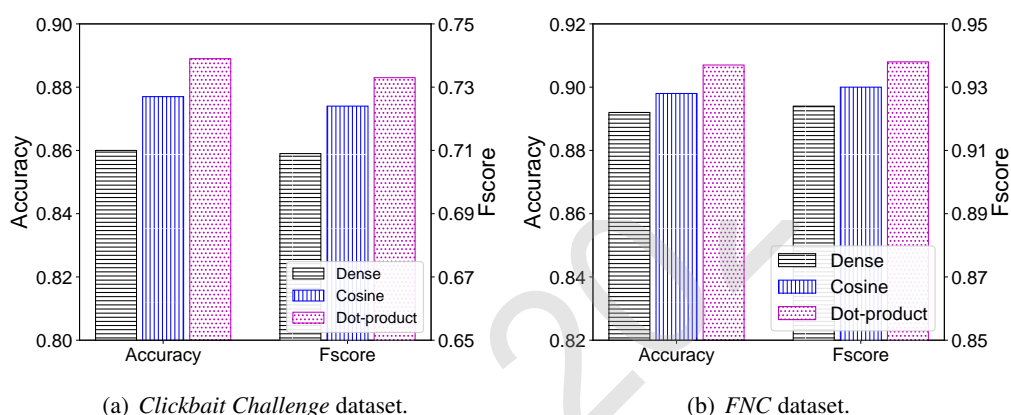 0.90
0.88
0.86
0.84
0.82
0.80
Accuracy
0.75
0.73
0.71
0.69
0.67
0.65
Fscore
Dense
Cosine
Dot-product
Accuracy Fscore
(a) Clickbait Challenge dataset.
0.92
0.90
0.88
0.86
0.84
0.82
Accuracy
0.95
0.93
0.91
0.89
0.87
0.85
Fscore
Dense
Cosine
Dot-product
Accuracy Fscore
(b) FNC dataset.